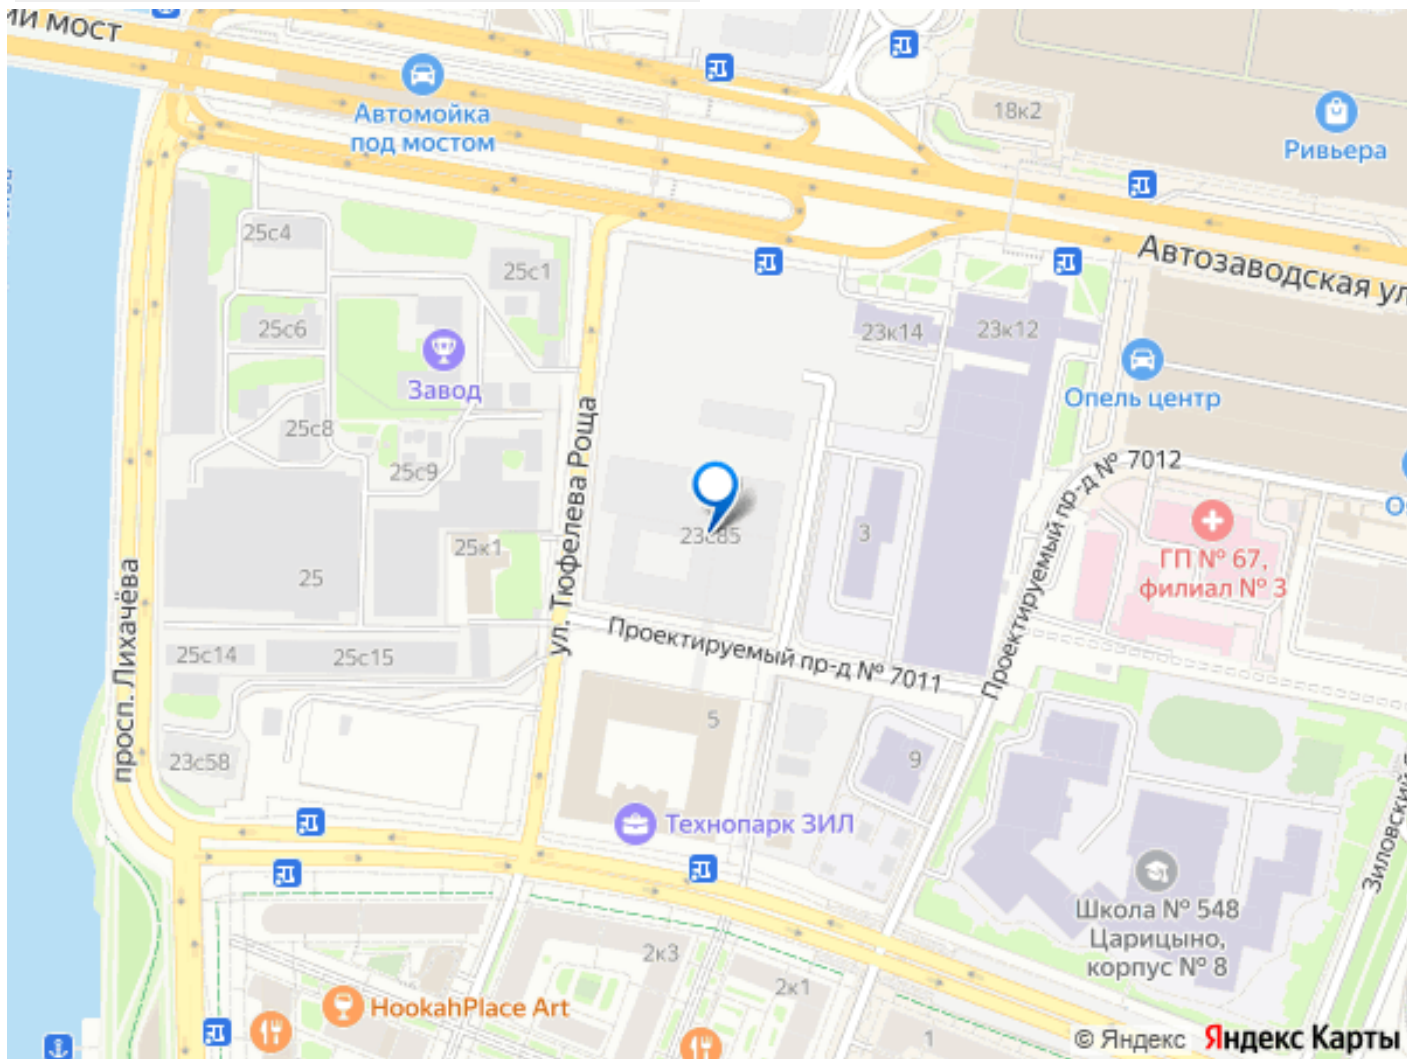 мост
Автомойка
под мостом
18к2
Ривьера
Автозаводская ул
25с4
25с1
25с6
Завод
25с8
25с9
25к1
25
25с14
25с15
23с58
просп. Лихачёва
ул. Тюфелева Роща
23к14
23к12
Опель центр
23с85
3
Проектируемый пр-д № 7012
ГП № 67,
филиал № 3
Проектируемый пр-д № 7011
5
9
Технопарк ЗИЛ
Зиловский
Школа № 548
Царицыно,
корпус № 8
2к3
2к1
1
HookahPlace Art
© Яндекс Яндекс Карты